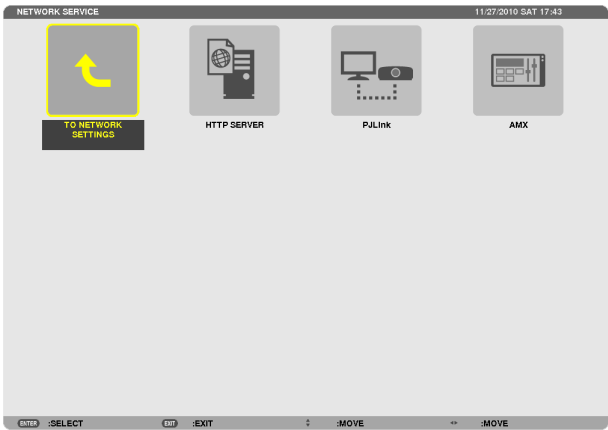 NETWORK SERVICE 11/27/2010 SAT 17:43
TO NETWORK
SETTINGS
HTTP SERVER
PJLink
AMX
ENTER :SELECT EXIT :EXIT :MOVE :MOVE